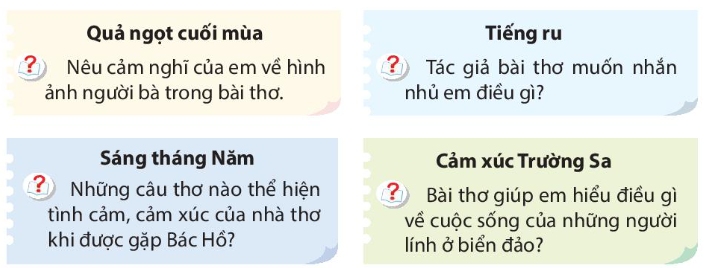 Quả ngọt cuối mùa
? Nêu cảm nghĩ của em về hình
ảnh người bà trong bài thơ.
Tiếng ru
? Tác giả bài thơ muốn nhắn
nhủ em điều gì?
Sáng tháng Năm
? Những câu thơ nào thể hiện
tình cảm, cảm xúc của nhà thơ
khi được gặp Bác Hồ?
Cảm xúc Trường Sa
? Bài thơ giúp em hiểu điều gì
về cuộc sống của những người
lính ở biển đảo?